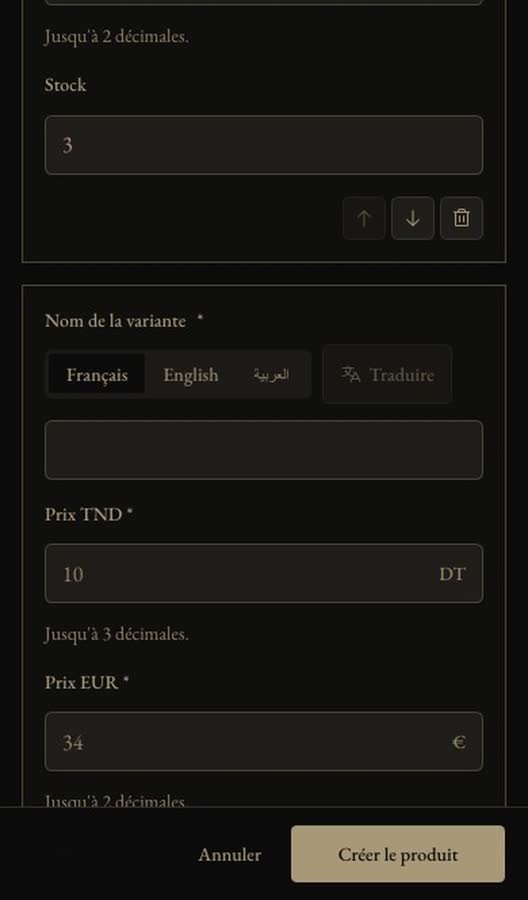 Jusqu'à 2 décimales.
Stock
3
Nom de la variante *
Français English العربية Traduire
Prix TND *
10 DT
Jusqu'à 3 décimales.
Prix EUR *
34 €
Jusqu'à 2 décimales.
Annuler Créer le produit